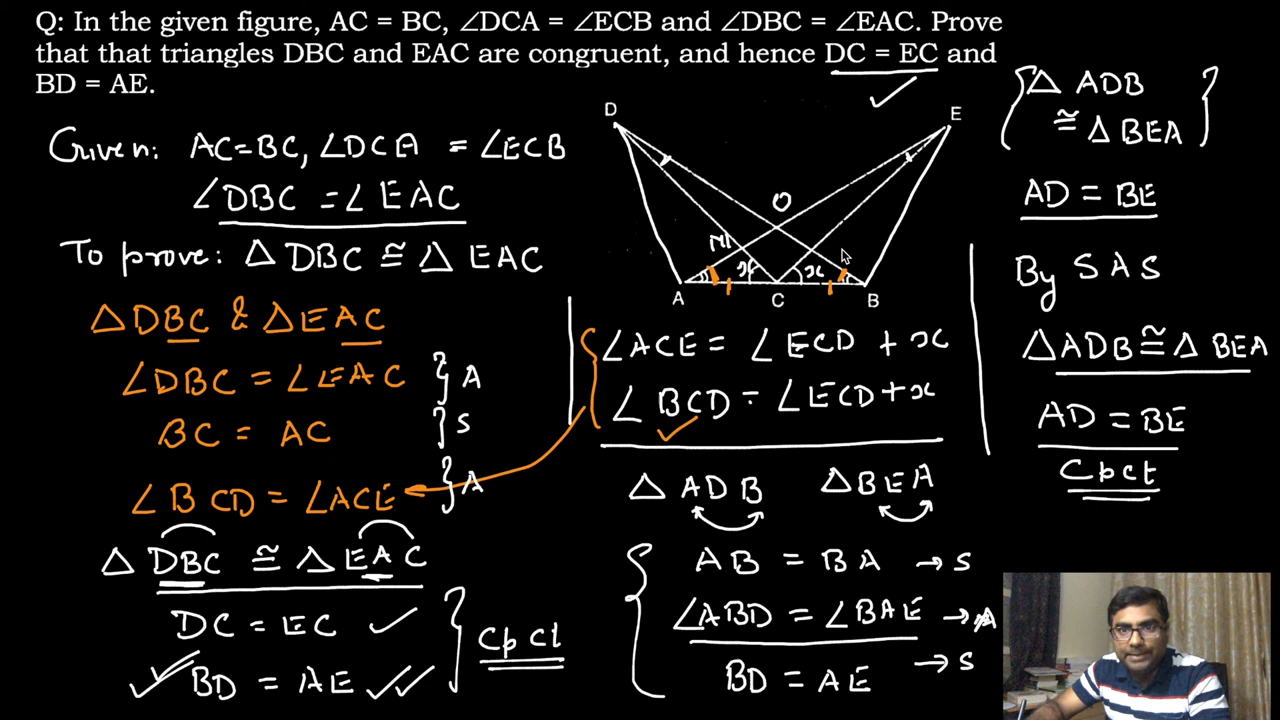 Q: In the given figure, AC = BC, ∠DCA = ∠ECB and ∠DBC = ∠EAC. Prove
that that triangles DBC and EAC are congruent, and hence DC = EC and
BD = AE.
Given: AC=BC, ∠DCA = ∠ECB
∠DBC = ∠EAC
To prove: △ DBC ≅ △ EAC
△DBC & △EAC
∠DBC = ∠EAC } A
BC = AC } S
∠BCD = ∠ACE } A
△ DBC ≅ △EAC
DC = EC
BD = AE
CpCt
D
E
O
M
x
x
A
C
B
∠ACE = ∠ECD + x
∠BCD = ∠ECD + x
△ ADB △BEA
AB = BA → S
∠ABD = ∠BAE → A
BD = AE → S
△ ADB
≅ △ BEA
AD = BE
By SAS
△ADB ≅ △ BEA
AD = BE
CpCt